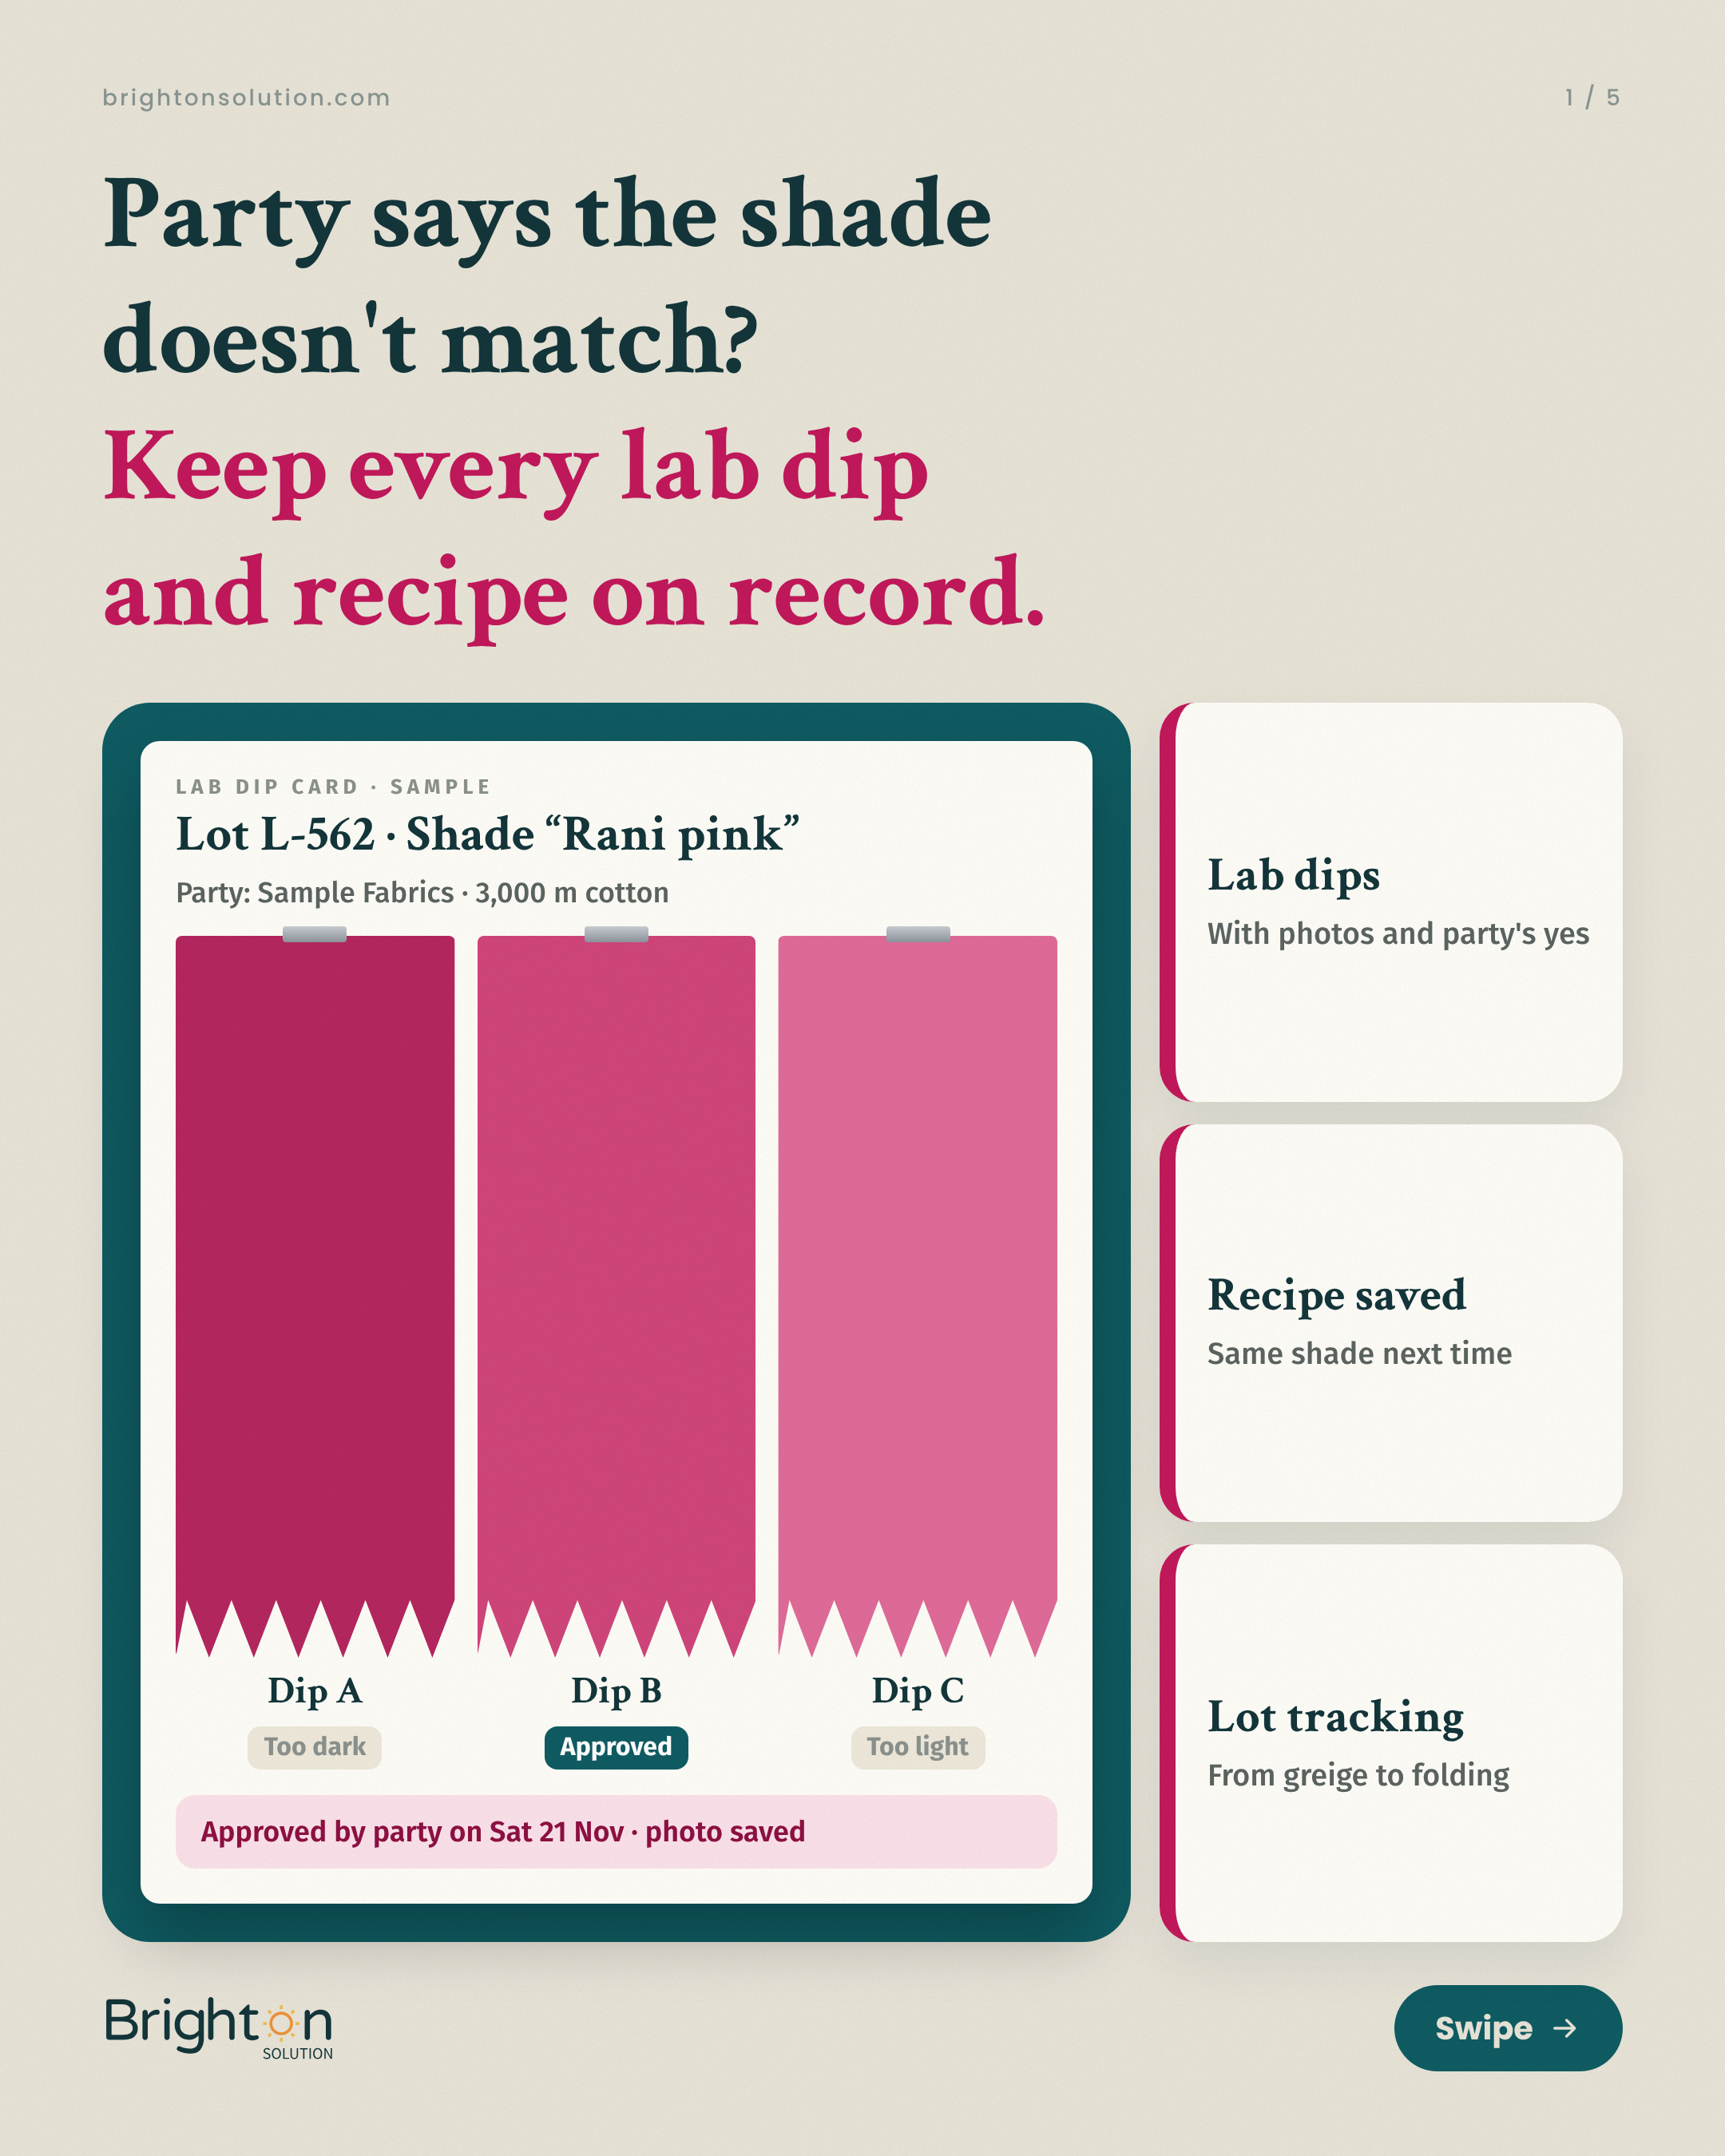 brightonsolution.com
1 / 5
Party says the shade
doesn't match?
Keep every lab dip
and recipe on record.
LAB DIP CARD · SAMPLE
Lot L-562 · Shade “Rani pink”
Party: Sample Fabrics · 3,000 m cotton
Dip A
Too dark
Dip B
Approved
Dip C
Too light
Approved by party on Sat 21 Nov · photo saved
Lab dips
With photos and party's yes
Recipe saved
Same shade next time
Lot tracking
From greige to folding
Brighton
SOLUTION
Swipe →